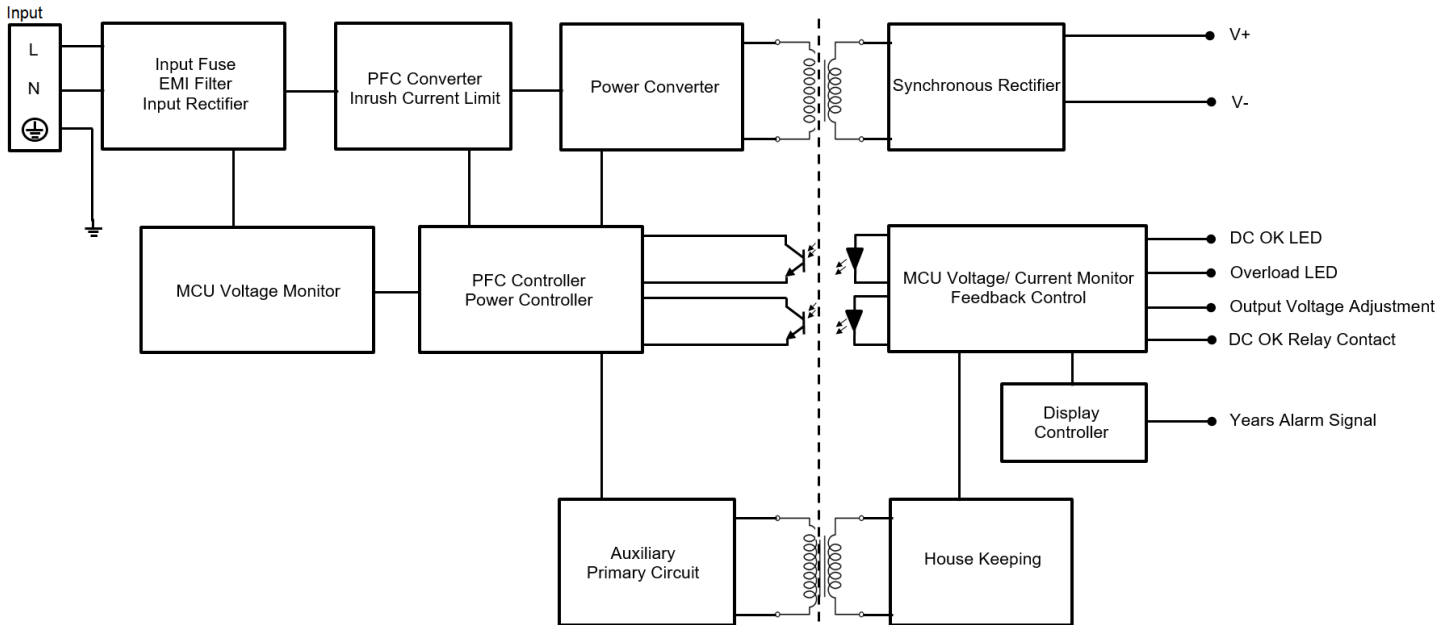 Input
L
N
Input Fuse
EMI Filter
Input Rectifier
PFC Converter
Inrush Current Limit
Power Converter
Synchronous Rectifier
V+
V-
MCU Voltage Monitor
PFC Controller
Power Controller
MCU Voltage/ Current Monitor
Feedback Control
DC OK LED
Overload LED
Output Voltage Adjustment
DC OK Relay Contact
Display
Controller
Years Alarm Signal
Auxiliary
Primary Circuit
House Keeping